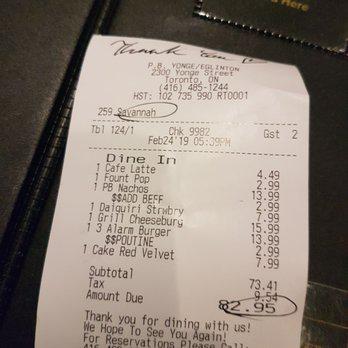 Here
Thank You
P.B. YONGE/EGLINTON
2300 Yonge Street
Toronto, ON
(416) 485-1244
HST: 102 735 990 RT0001
259 Savannah
Tbl 124/1 Chk 9982 Gst 2
Feb24'19 05:39PM
Dine In
1 Cafe Latte 4.49
1 Fount Pop 2.99
1 PB Nachos 13.99
$$ADD BEEF 2.99
1 Daiquiri Strwbry 7.99
1 Grill Cheeseburg 15.99
1 3 Alarm Burger 13.99
$$POUTINE 2.99
1 Cake Red Velvet 7.99
Subtotal 73.41
Tax 9.54
Amount Due 82.95
Thank you for dining with us!
We Hope To See You Again!
For Reservations Please Call: